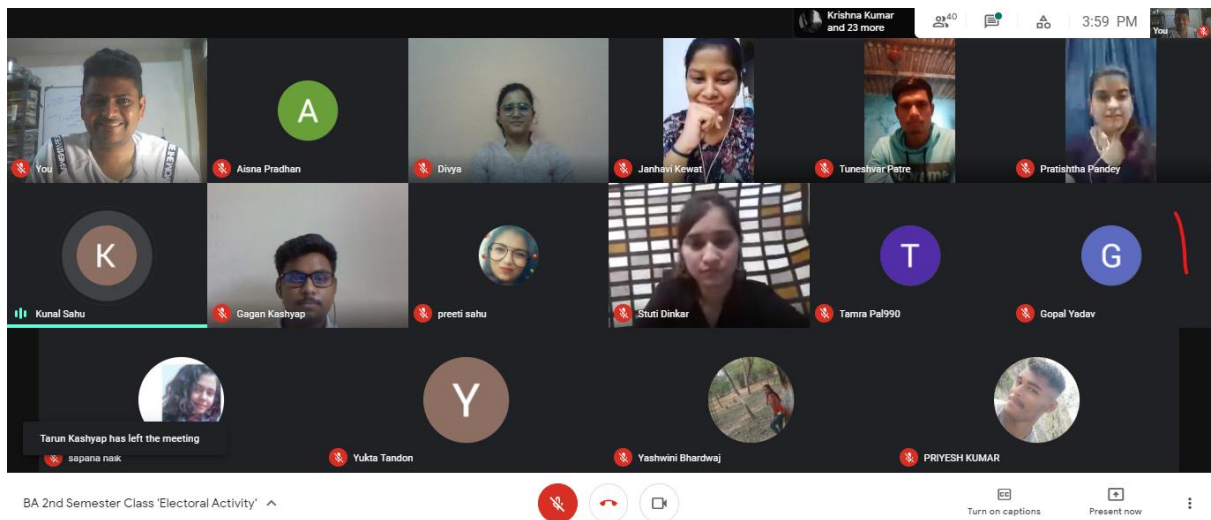 Krishna Kumar
and 23 more
40
3:59 PM
You
You
A
Aisna Pradhan
Divya
Janhavi Kewat
Tuneshvar Patre
Pratishtha Pandey
K
Kunal Sahu
Gagan Kashyap
preeti sahu
Stuti Dinkar
T
Tamra Pal990
G
Gopal Yadav
Tarun Kashyap has left the meeting
sapana naik
Y
Yukta Tandon
Yashwini Bhardwaj
PRIYESH KUMAR
BA 2nd Semester Class 'Electoral Activity'
CC
Turn on captions
Present now